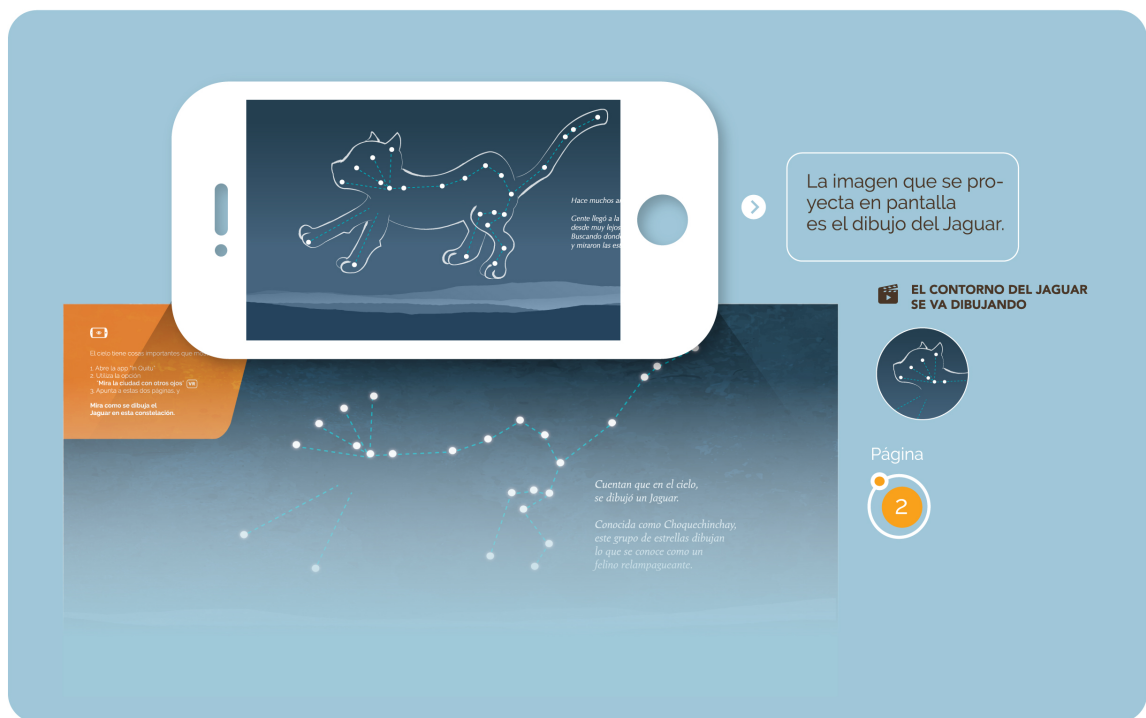 Hace muchos a
Gente llegó a la
desde muy lejos
Buscando dond
y miraron las est
La imagen que se pro-
yecta en pantalla
es el dibujo del Jaguar.
EL CONTORNO DEL JAGUAR
SE VA DIBUJANDO
Página
2
El cielo tiene cosas importantes que
1. Abre la app "In Quitu"
2. Utiliza la opción
"Mira la ciudad con otros ojos" VR
3. Apunta a estas dos páginas, y
Mira como se dibuja el
Jaguar en esta constelación.
Cuentan que en el cielo,
se dibujó un Jaguar.
Conocida como Choquechinchay,
este grupo de estrellas dibujan
lo que se conoce como un
felino relampagueante.